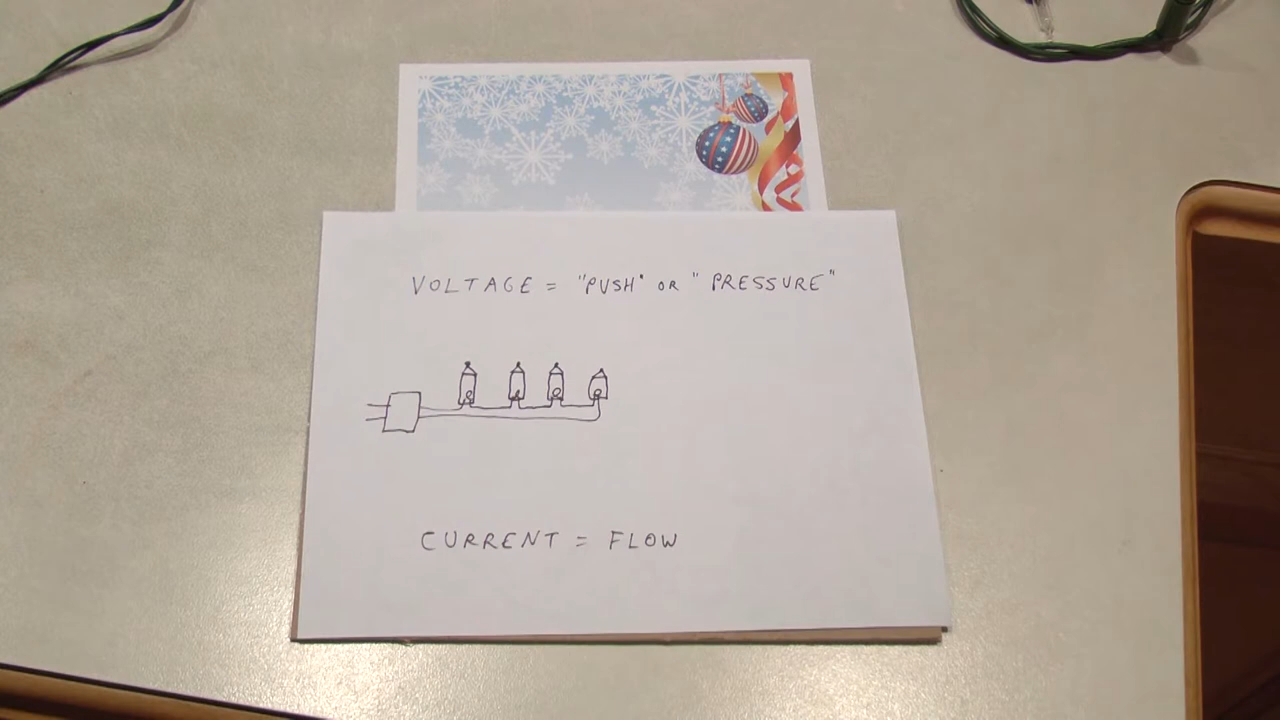 VOLTAGE = "PUSH" OR "PRESSURE"
CURRENT = FLOW